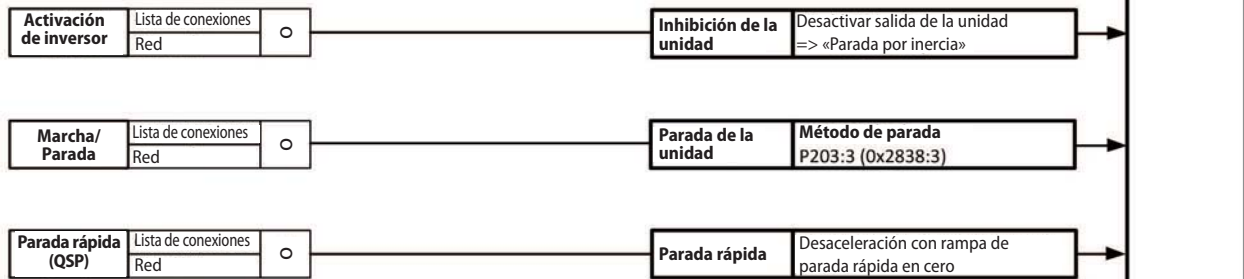 Activación
de inversor
Lista de conexiones
Red
O
Inhibición de la
unidad
Desactivar salida de la unidad
=> «Parada por inercia»
Marcha/
Parada
Lista de conexiones
Red
O
Parada de la
unidad
Método de parada
P203:3 (0x2838:3)
Parada rápida
(QSP)
Lista de conexiones
Red
O
Parada rápida
Desaceleración con rampa de
parada rápida en cero